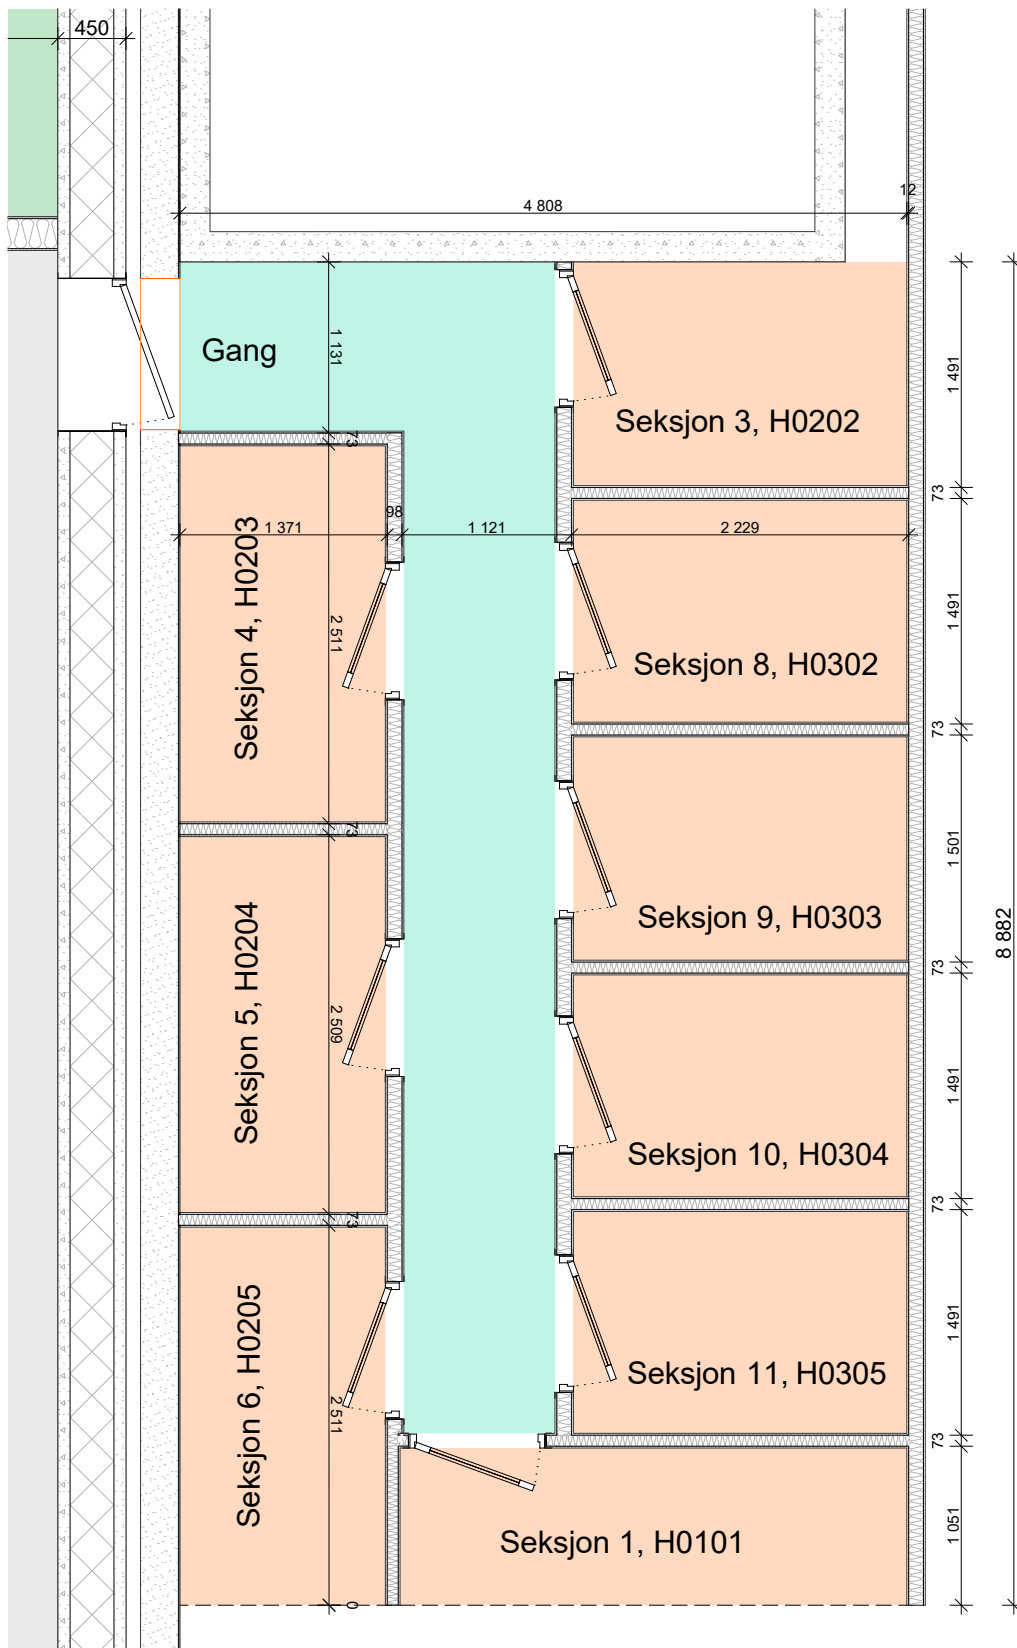 450
12
4 808
Gang
1 131
1 491
Seksjon 3, H0202
73
73
98
1 371
1 121
2 229
Seksjon 4, H0203
2 511
1 491
Seksjon 8, H0302
73
73
1 501
Seksjon 9, H0303
8 882
Seksjon 5, H0204
2 509
73
1 491
Seksjon 10, H0304
73
73
1 491
Seksjon 11, H0305
Seksjon 6, H0205
2 511
73
1 051
Seksjon 1, H0101
0